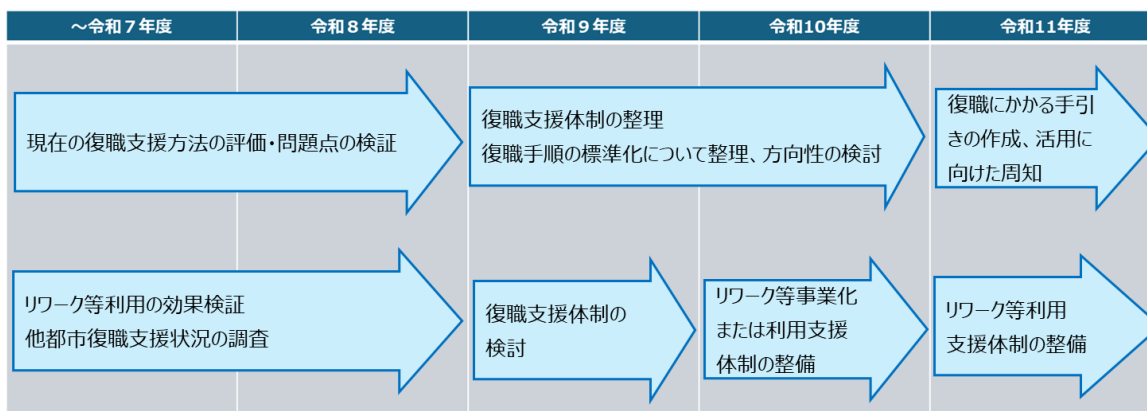 ～令和７年度
令和８年度
令和９年度
令和10年度
令和11年度
現在の復職支援方法の評価・問題点の検証
復職支援体制の整理
復職手順の標準化について整理、方向性の検討
復職にかかる手引
きの作成、活用に
向けた周知
リワーク等利用の効果検証
他都市復職支援状況の調査
復職支援体制の
検討
リワーク等事業化
または利用支援
体制の整備
リワーク等利用
支援体制の整備